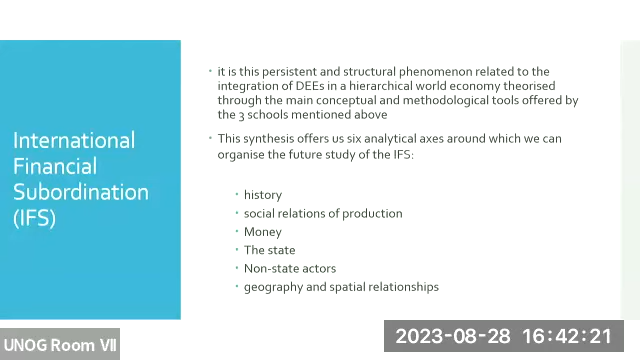 International
Financial
Subordination
(IFS)
• it is this persistent and structural phenomenon related to the
integration of DEEs in a hierarchical world economy theorised
through the main conceptual and methodological tools offered by
the 3 schools mentioned above
• This synthesis offers us six analytical axes around which we can
organise the future study of the IFS:
• history
• social relations of production
• Money
• The state
• Non-state actors
• geography and spatial relationships
UNOG Room VII
2023-08-28 16:42:21